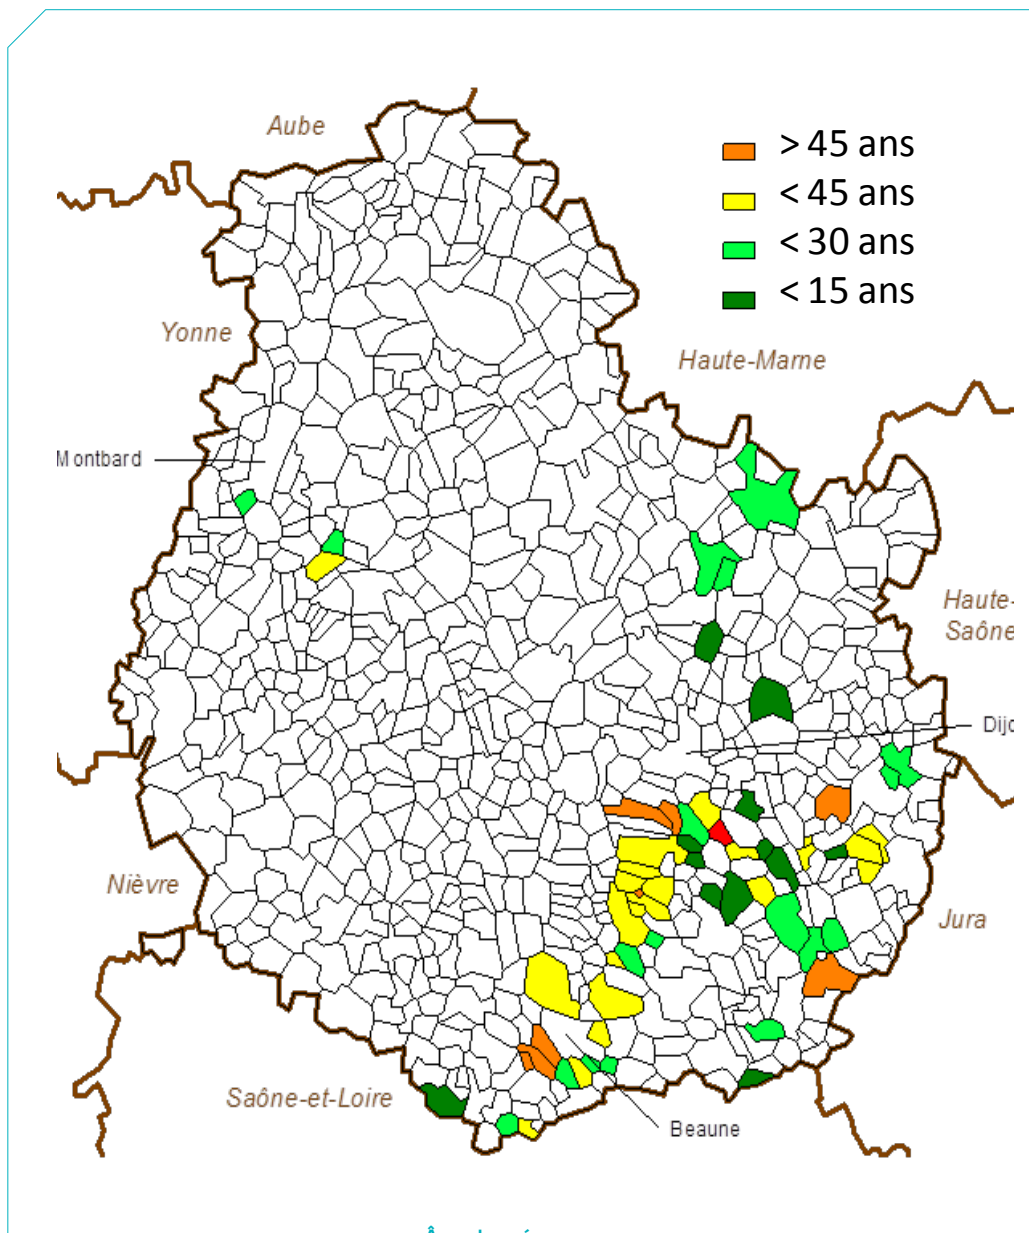 Aube
> 45 ans
< 45 ans
< 30 ans
< 15 ans
Yonne
Haute-Marne
Montbard
Haute-
Saône
Dijo
Nièvre
Jura
Saône-et-Loire
Beaune